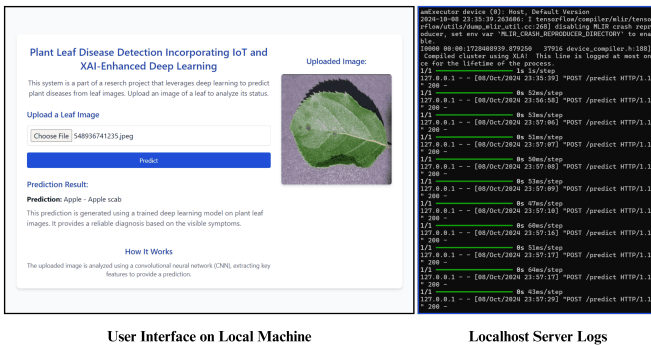 Plant Leaf Disease Detection Incorporating IoT and
XAI-Enhanced Deep Learning
This system is a part of a reserch project that leverages deep learning to predict
plant diseases from leaf images. Upload an image of a leaf to analyze its status.
Upload a Leaf Image
Choose File 548936741235.jpeg
Predict
Prediction Result:
Prediction: Apple - Apple scab
This prediction is generated using a trained deep learning model on plant leaf
images. It provides a reliable diagnosis based on the visible symptoms.
How It Works
The uploaded image is analyzed using a convolutional neural network (CNN), extracting key
features to provide a prediction.
Uploaded Image:
amExecutor device (0): Host, Default Version
2024-10-08 23:35:39.263606: I tensorflow/compiler/mlir/tenso
rflow/utils/dump_mlir_util.cc:268] disabling MLIR crash repr
oducer, set env var `MLIR_CRASH_REPRODUCER_DIRECTORY` to ena
ble.
I0000 00:00:1728408939.879250   37916 device_compiler.h:188]
Compiled cluster using XLA!  This line is logged at most on
ce for the lifetime of the process.
1/1 1s 1s/step
127.0.0.1 - - [08/Oct/2024 23:35:39] "POST /predict HTTP/1.1
" 200 -
1/1 0s 52ms/step
127.0.0.1 - - [08/Oct/2024 23:56:58] "POST /predict HTTP/1.1
" 200 -
1/1 0s 53ms/step
127.0.0.1 - - [08/Oct/2024 23:57:06] "POST /predict HTTP/1.1
" 200 -
1/1 0s 51ms/step
127.0.0.1 - - [08/Oct/2024 23:57:07] "POST /predict HTTP/1.1
" 200 -
1/1 0s 50ms/step
127.0.0.1 - - [08/Oct/2024 23:57:08] "POST /predict HTTP/1.1
" 200 -
1/1 0s 53ms/step
127.0.0.1 - - [08/Oct/2024 23:57:09] "POST /predict HTTP/1.1
" 200 -
1/1 0s 47ms/step
127.0.0.1 - - [08/Oct/2024 23:57:10] "POST /predict HTTP/1.1
" 200 -
1/1 0s 60ms/step
127.0.0.1 - - [08/Oct/2024 23:57:16] "POST /predict HTTP/1.1
" 200 -
1/1 0s 51ms/step
127.0.0.1 - - [08/Oct/2024 23:57:17] "POST /predict HTTP/1.1
" 200 -
1/1 0s 64ms/step
127.0.0.1 - - [08/Oct/2024 23:57:17] "POST /predict HTTP/1.1
" 200 -
1/1 0s 43ms/step
127.0.0.1 - - [08/Oct/2024 23:57:29] "POST /predict HTTP/1.1
" 200 -
User Interface on Local Machine
Localhost Server Logs